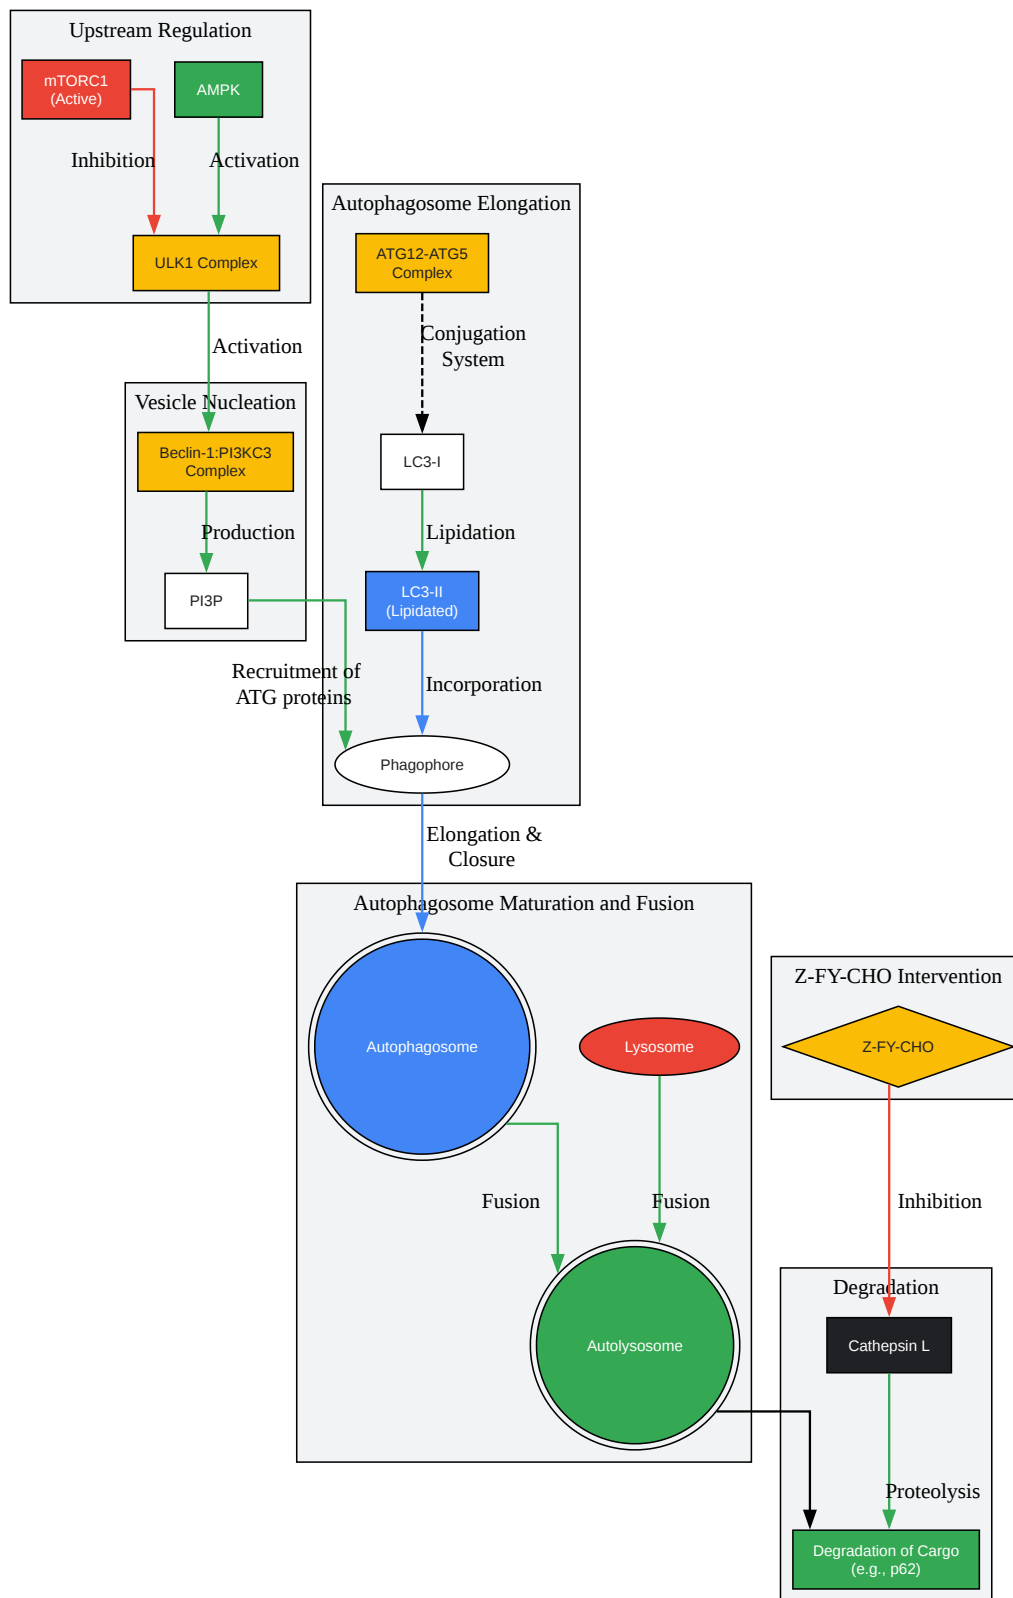 Upstream Regulation
mTORC1
(Active)
AMPK
Inhibition
Activation
ULK1 Complex
Activation
Vesicle Nucleation
Beclin-1:PI3KC3
Complex
Production
PI3P
Recruitment of
ATG proteins
Autophagosome Elongation
ATG12-ATG5
Complex
Conjugation
System
LC3-I
Lipidation
LC3-II
(Lipidated)
Incorporation
Phagophore
Elongation &
Closure
Autophagosome Maturation and Fusion
Autophagosome
Lysosome
Fusion
Fusion
Autolysosome
Z-FY-CHO Intervention
Z-FY-CHO
Inhibition
Degradation
Cathepsin L
Proteolysis
Degradation of Cargo
(e.g., p62)